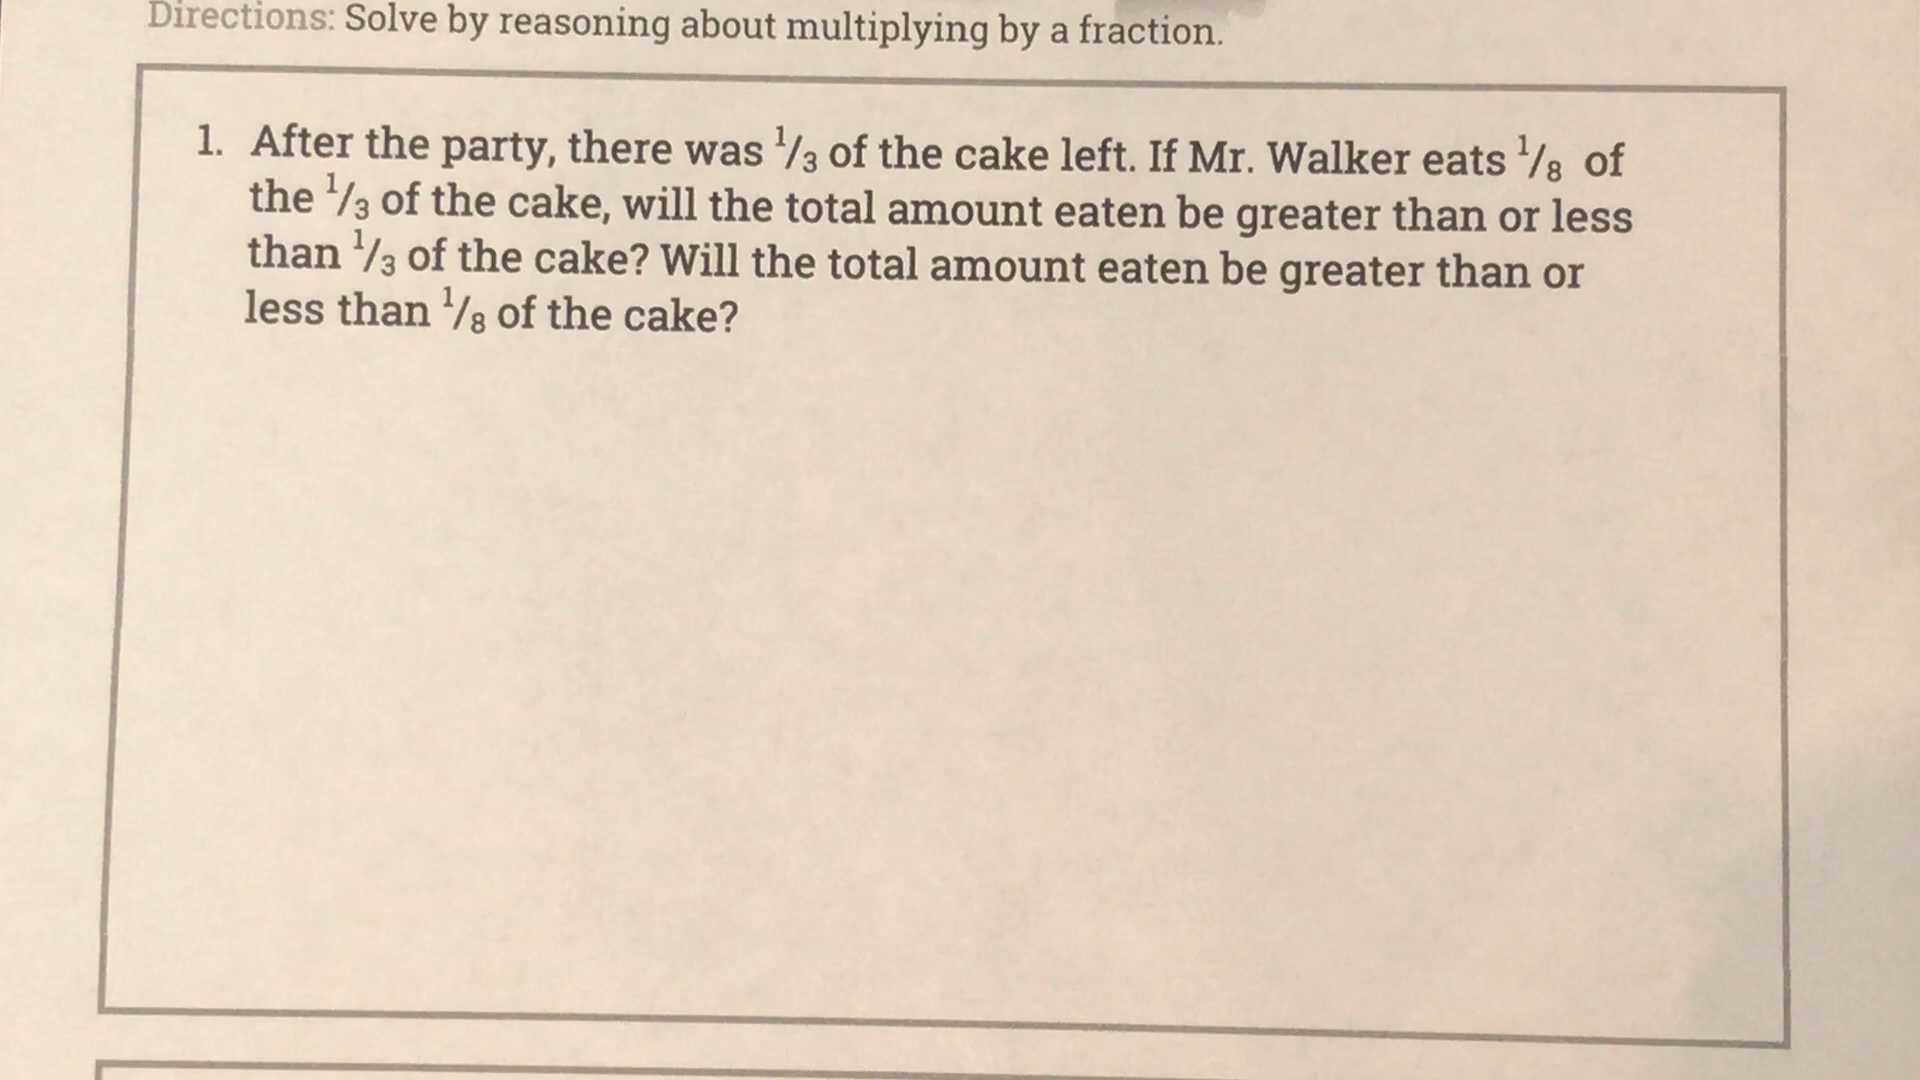 Directions: Solve by reasoning about multiplying by a fraction.
1. After the party, there was 1/3 of the cake left. If Mr. Walker eats 1/8 of
the 1/3 of the cake, will the total amount eaten be greater than or less
than 1/3 of the cake? Will the total amount eaten be greater than or
less than 1/8 of the cake?